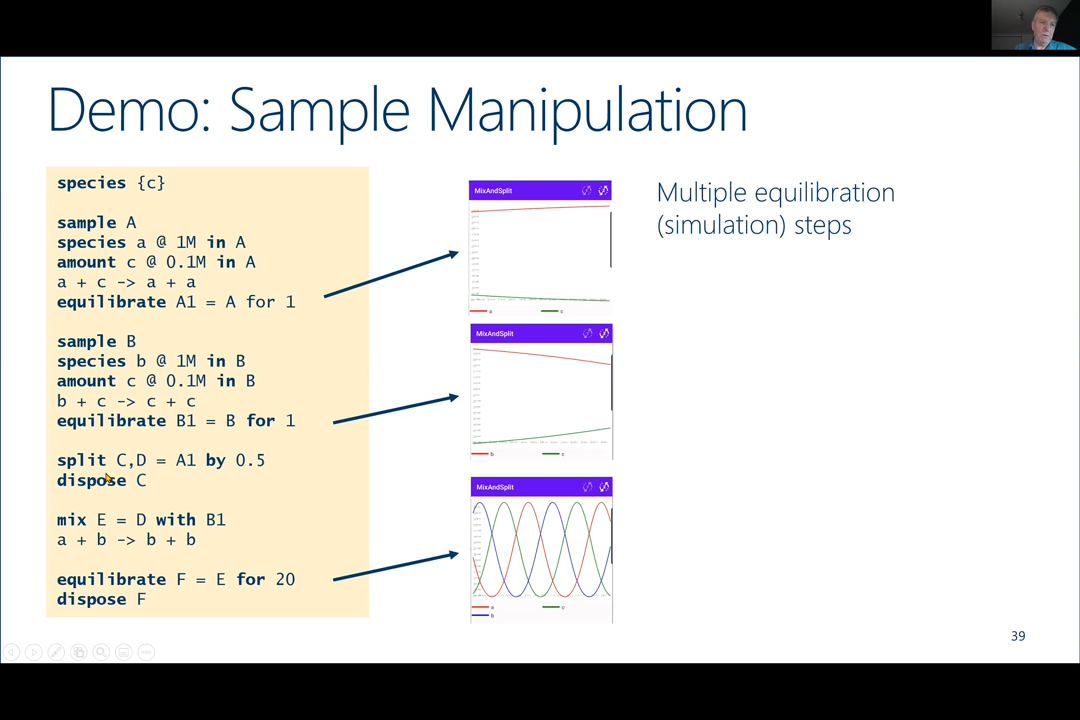 Demo: Sample Manipulation
species {c}
sample A
species a @ 1M in A
amount c @ 0.1M in A
a + c -> a + a
equilibrate A1 = A for 1
sample B
species b @ 1M in B
amount c @ 0.1M in B
b + c -> c + c
equilibrate B1 = B for 1
split C,D = A1 by 0.5
dispose C
mix E = D with B1
a + b -> b + b
equilibrate F = E for 20
dispose F
MixAndSplit
a c
MixAndSplit
b c
MixAndSplit
a c
b
Multiple equilibration
(simulation) steps
39